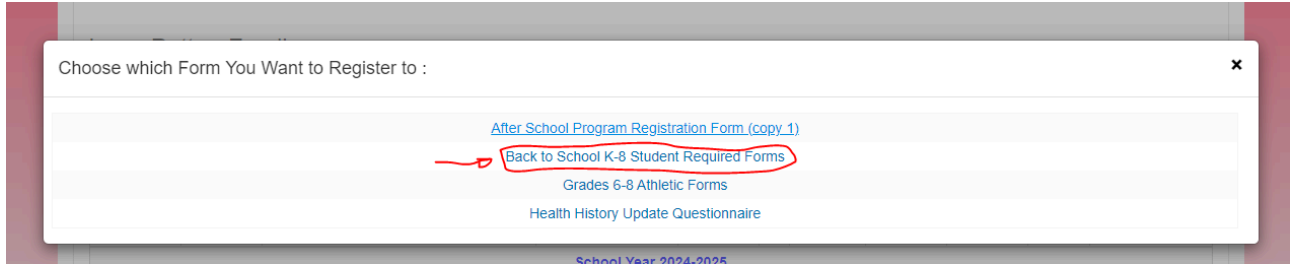 Choose which Form You Want to Register to :
×
After School Program Registration Form (copy 1)
Back to School K-8 Student Required Forms
Grades 6-8 Athletic Forms
Health History Update Questionnaire
School Year 2024-2025